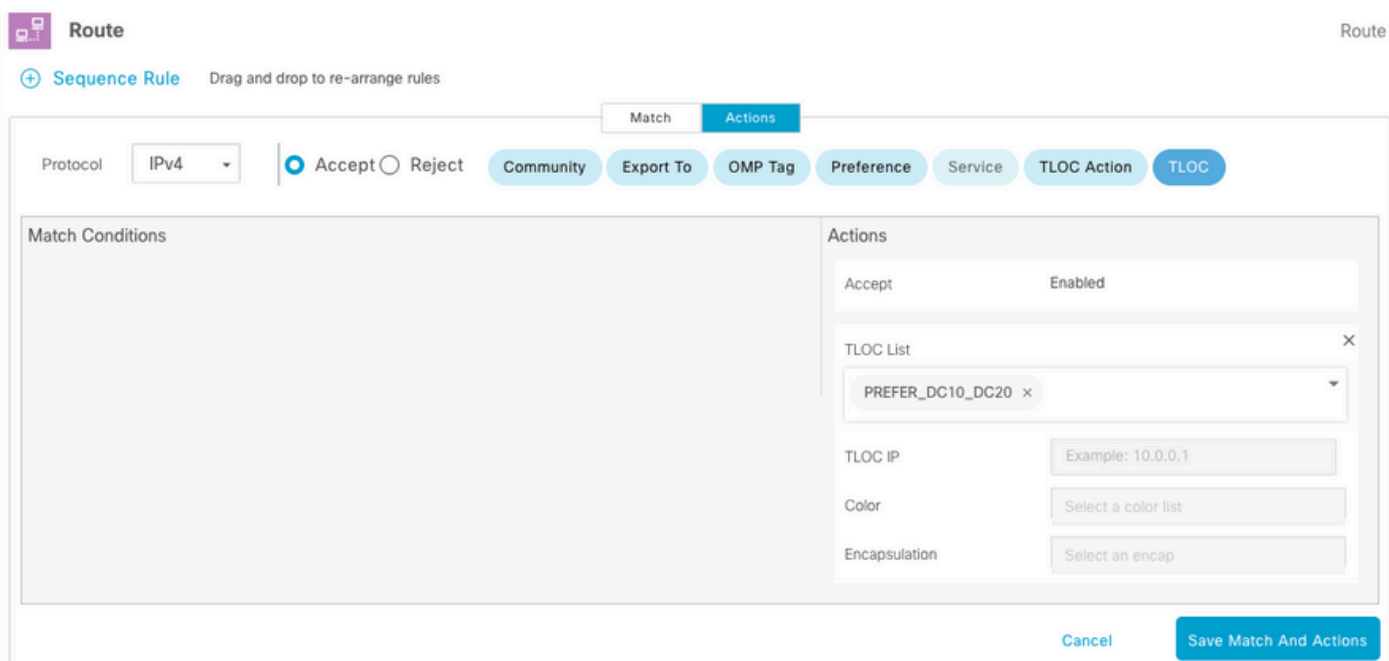 Route
Route
Sequence Rule Drag and drop to re-arrange rules
Match Actions
Protocol IPv4 Accept Reject Community Export To OMP Tag Preference Service TLOC Action TLOC
Match Conditions
Actions
Accept Enabled
TLOC List
PREFER_DC10_DC20
TLOC IP Example: 10.0.0.1
Color Select a color list
Encapsulation Select an encap
Cancel Save Match And Actions